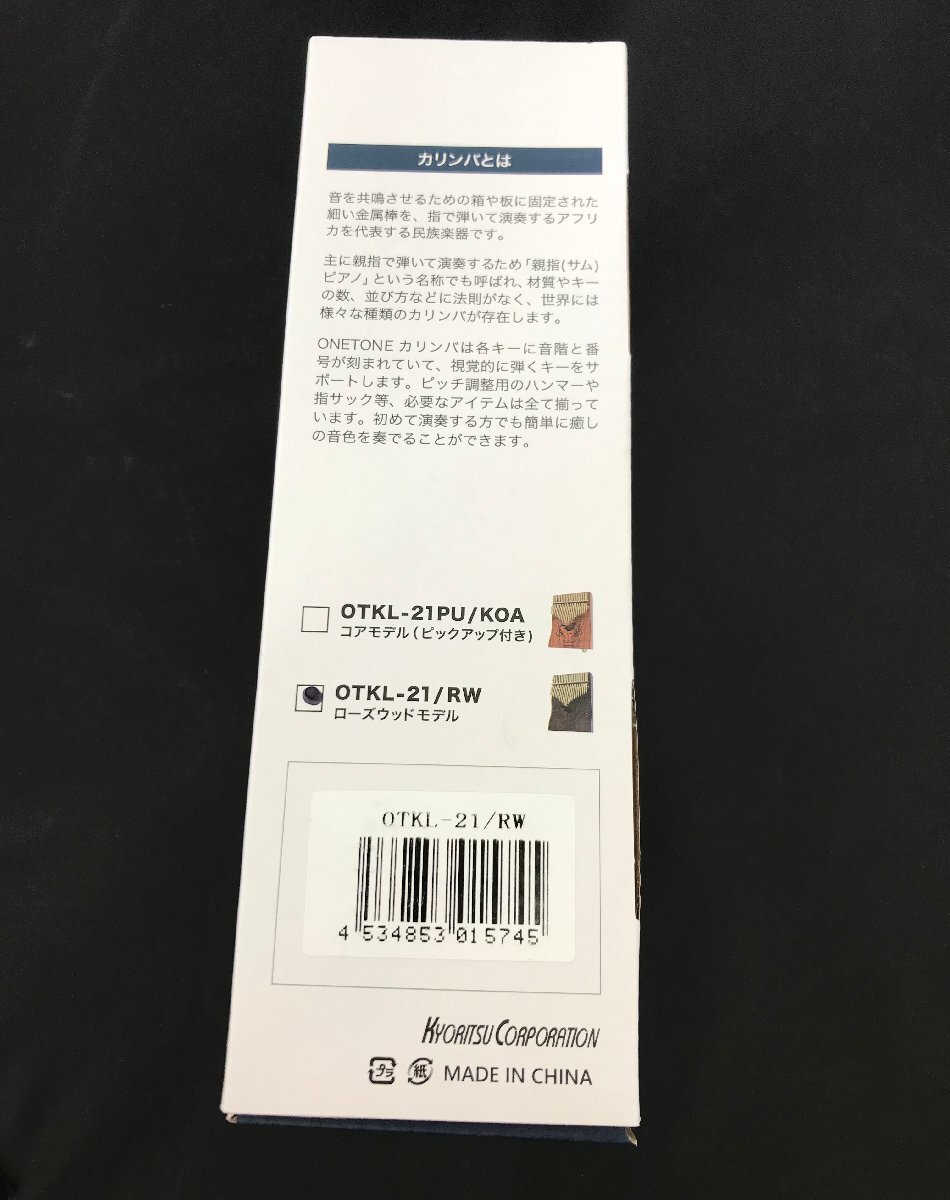 カリンバとは
音を共鳴させるための箱や板に固定された
細い金属棒を、指で弾いて演奏するアフリ
カを代表する民族楽器です。
主に親指で弾いて演奏するため「親指(サム)
ピアノ」という名称でも呼ばれ、材質やキー
の数、並び方などに法則がなく、世界には
様々な種類のカリンバが存在します。
ONETONE カリンバは各キーに音階と番
号が刻まれていて、視覚的に弾くキーをサ
ポートします。ピッチ調整用のハンマーや
指サック等、必要なアイテムは全て揃って
います。初めて演奏する方でも簡単に癒し
の音色を奏でることができます。
OTKL-21PU/KOA
コアモデル(ピックアップ付き)
OTKL-21/RW
ローズウッドモデル
OTKL-21/RW
4 534853 015745
KYORITSU CORPORATION
プラ 紙 MADE IN CHINA